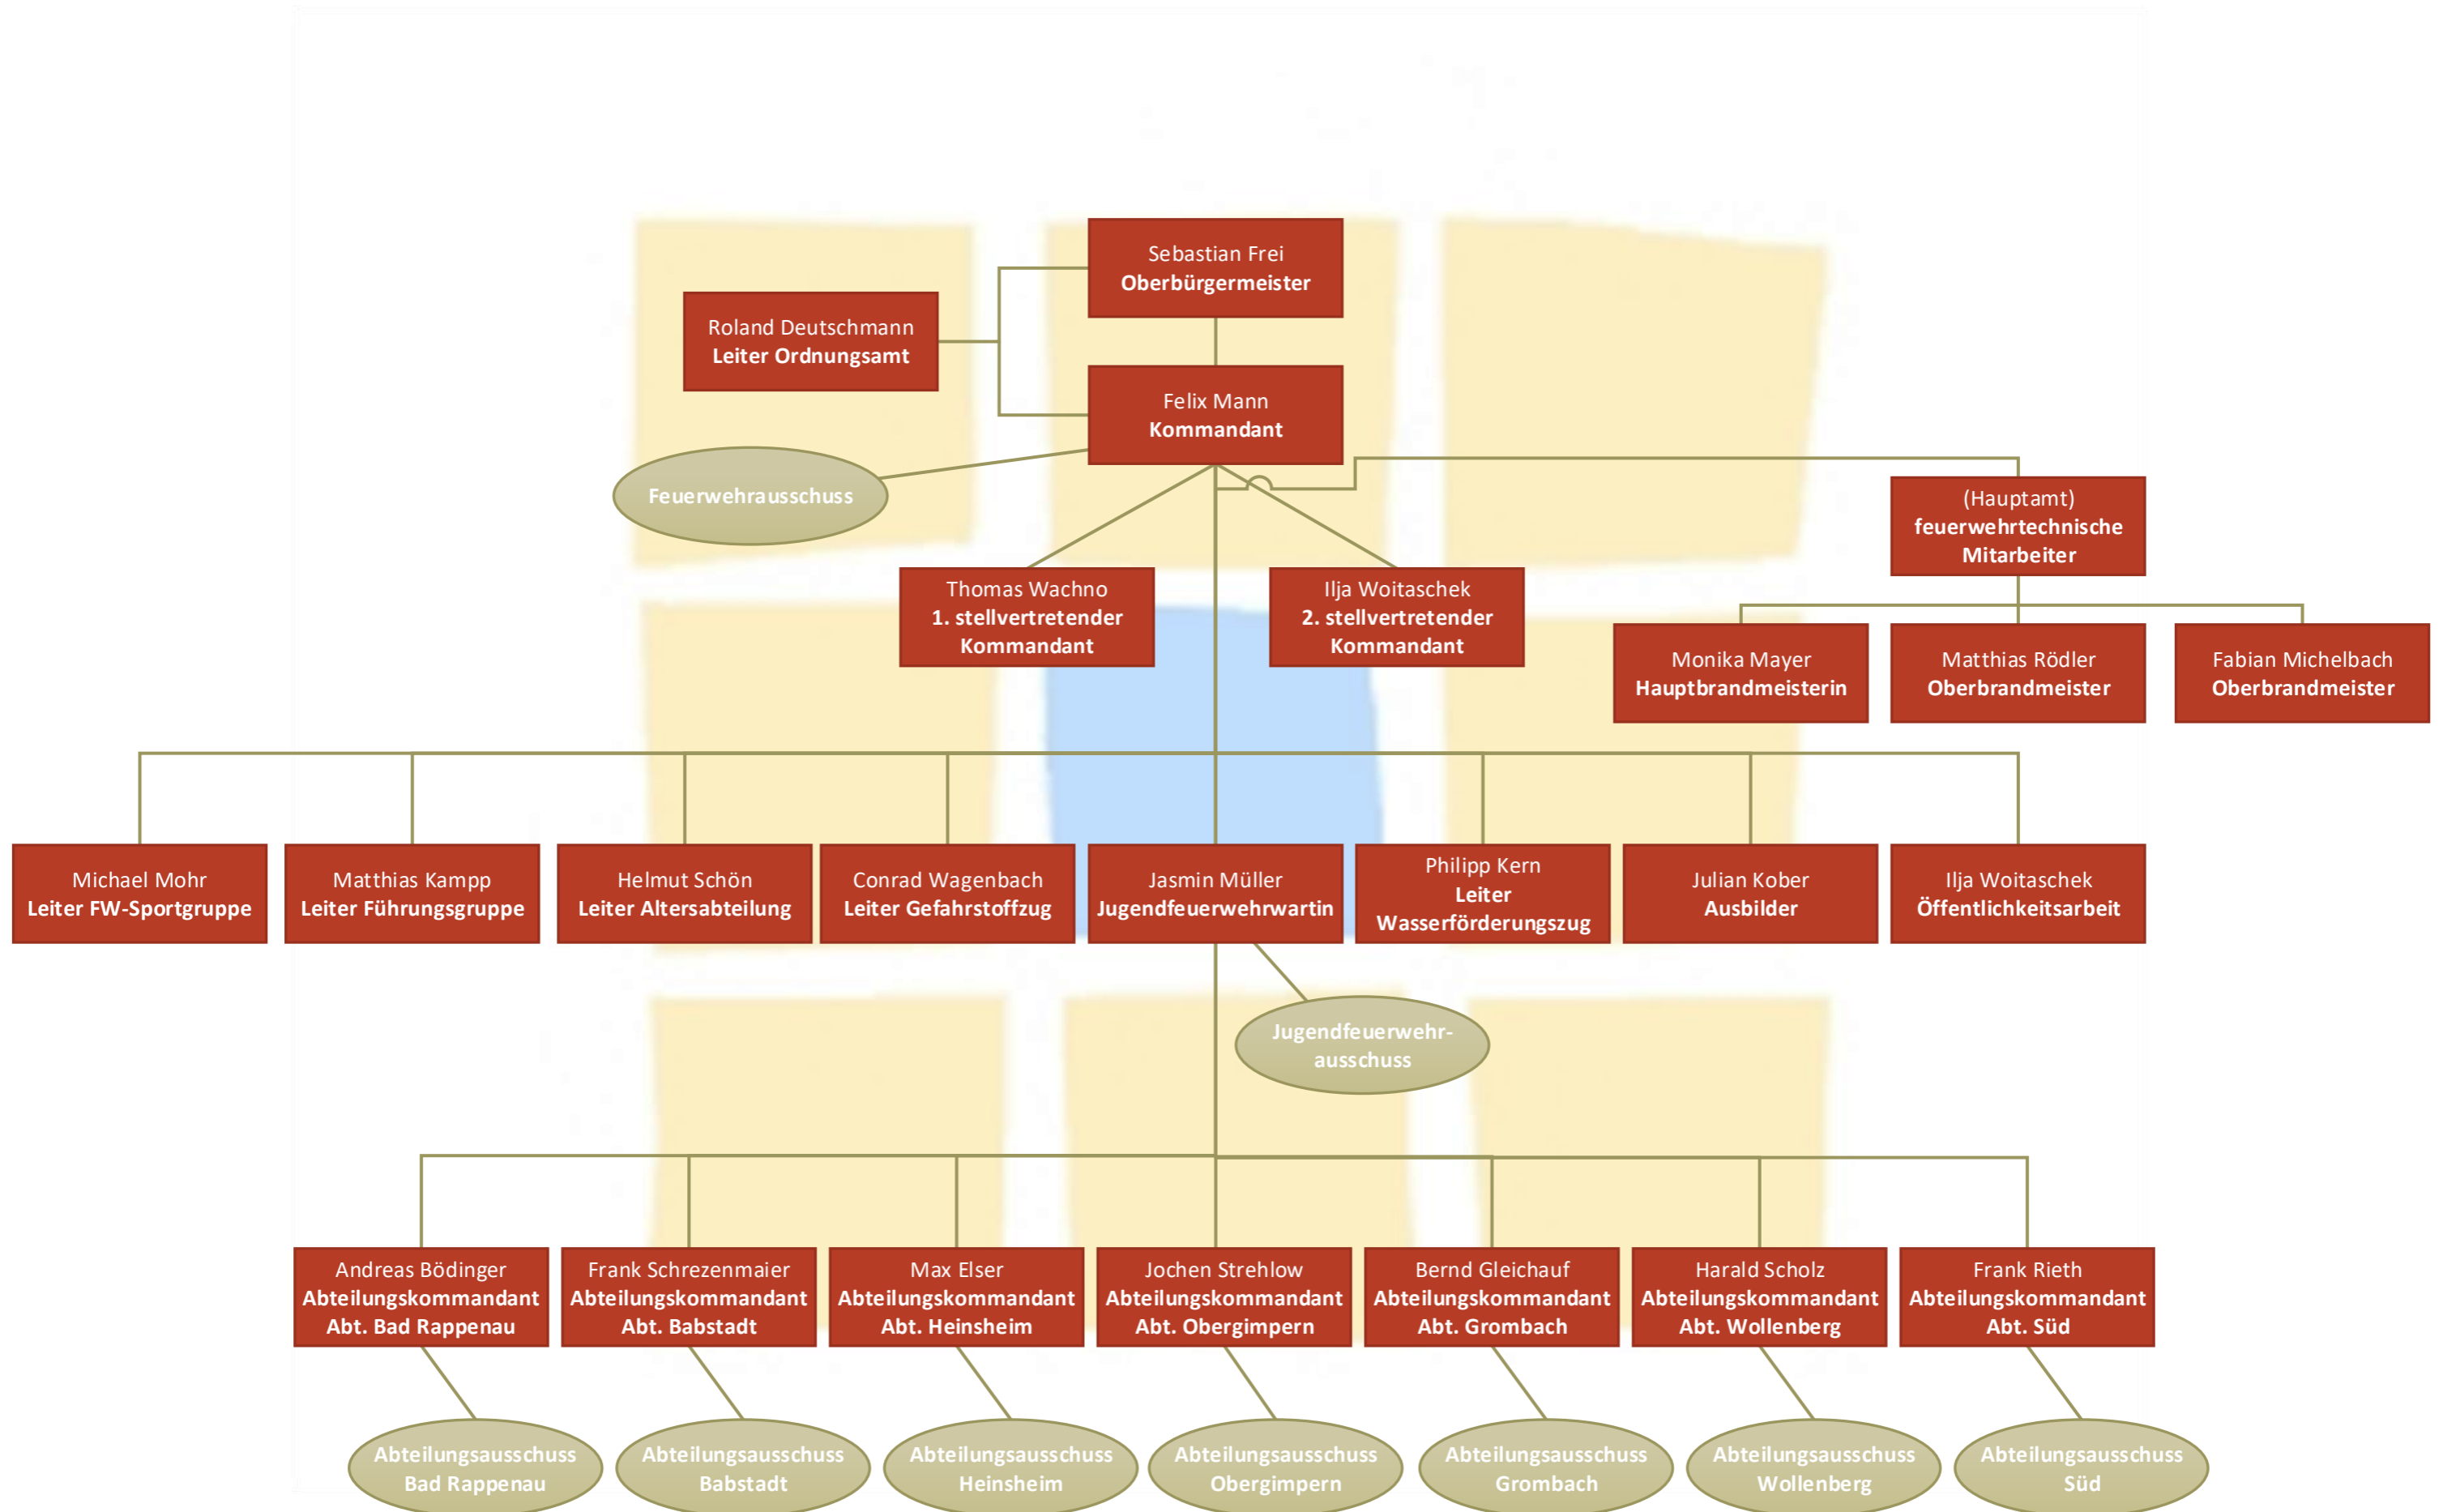 Sebastian Frei
Oberbürgermeister
Roland Deutschmann
Leiter Ordnungsamt
Felix Mann
Kommandant
Feuerwehrausschuss
(Hauptamt)
feuerwehrtechnische
Mitarbeiter
Thomas Wachno
1. stellvertretender
Kommandant
Ilja Woitaschek
2. stellvertretender
Kommandant
Monika Mayer
Hauptbrandmeisterin
Matthias Rödler
Oberbrandmeister
Fabian Michelbach
Oberbrandmeister
Michael Mohr
Leiter FW-Sportgruppe
Matthias Kampp
Leiter Führungsgruppe
Helmut Schön
Leiter Altersabteilung
Conrad Wagenbach
Leiter Gefahrstoffzug
Jasmin Müller
Jugendfeuerwehrwartin
Philipp Kern
Leiter
Wasserförderungszug
Julian Kober
Ausbilder
Ilja Woitaschek
Öffentlichkeitsarbeit
Jugendfeuerwehr-
ausschuss
Andreas Bödinger
Abteilungskommandant
Abt. Bad Rappenau
Frank Schrezenmaier
Abteilungskommandant
Abt. Babstadt
Max Elser
Abteilungskommandant
Abt. Heinsheim
Jochen Strehlow
Abteilungskommandant
Abt. Obergimpern
Bernd Gleichauf
Abteilungskommandant
Abt. Grombach
Harald Scholz
Abteilungskommandant
Abt. Wollenberg
Frank Rieth
Abteilungskommandant
Abt. Süd
Abteilungsausschuss
Bad Rappenau
Abteilungsausschuss
Babstadt
Abteilungsausschuss
Heinsheim
Abteilungsausschuss
Obergimpern
Abteilungsausschuss
Grombach
Abteilungsausschuss
Wollenberg
Abteilungsausschuss
Süd